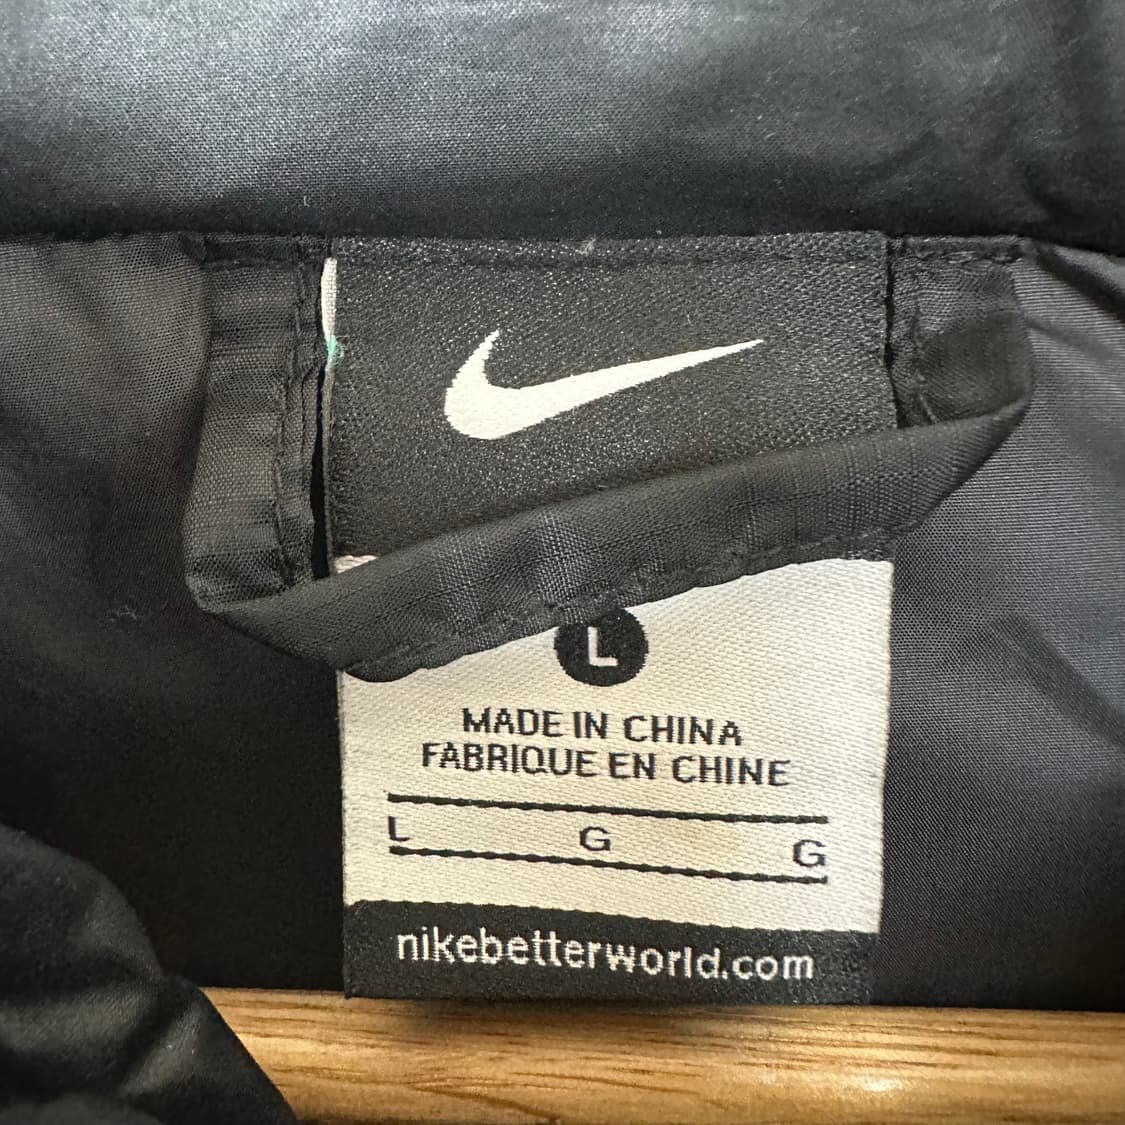 L
MADE IN CHINA
FABRIQUE EN CHINE
L G G
nikebetterworld.com